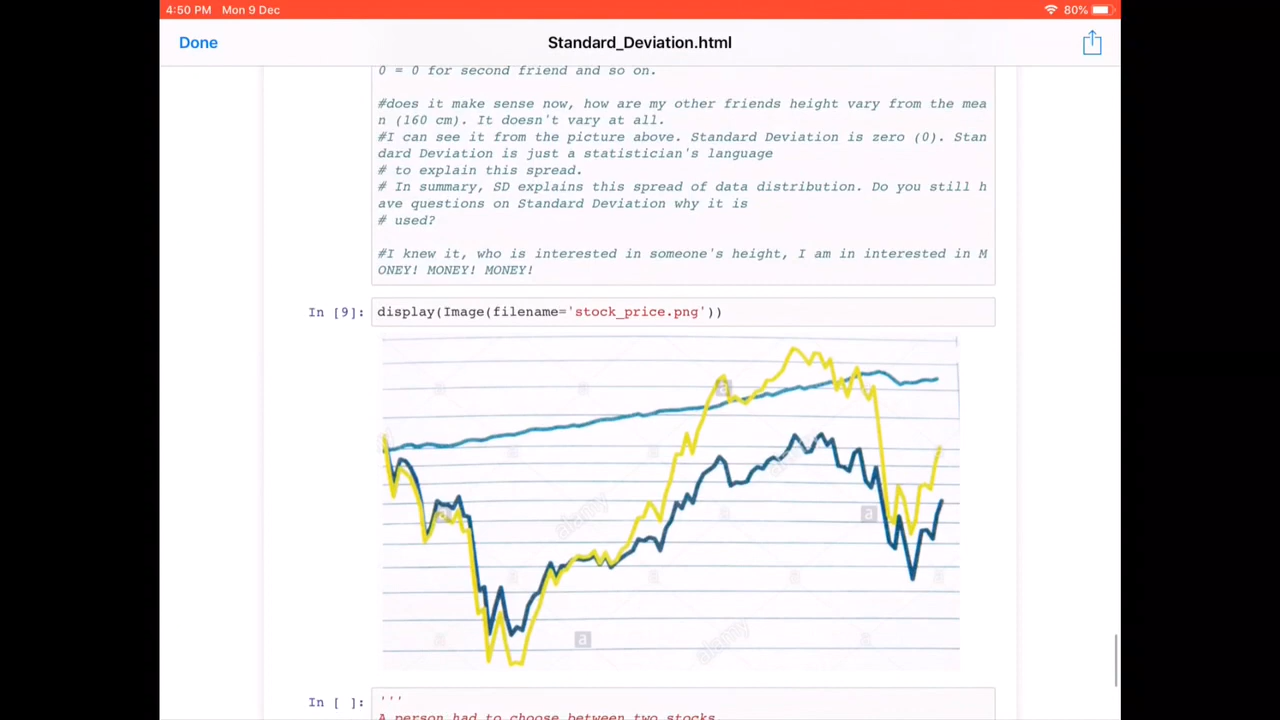 4:50 PM Mon 9 Dec
80%
Done
Standard_Deviation.html
0 = 0 for second friend and so on.
#does it make sense now, how are my other friends height vary from the mea
n (160 cm). It doesn't vary at all.
#I can see it from the picture above. Standard Deviation is zero (0). Stan
dard Deviation is just a statistician's language
# to explain this spread.
# In summary, SD explains this spread of data distribution. Do you still h
ave questions on Standard Deviation why it is
# used?
#I knew it, who is interested in someone's height, I am in interested in M
ONEY! MONEY! MONEY!
In [9]:
display(Image(filename='stock_price.png'))
a
a
a
alamy
alamy
a
alamy
In [ ]:
'''
A person had to choose between two stocks.